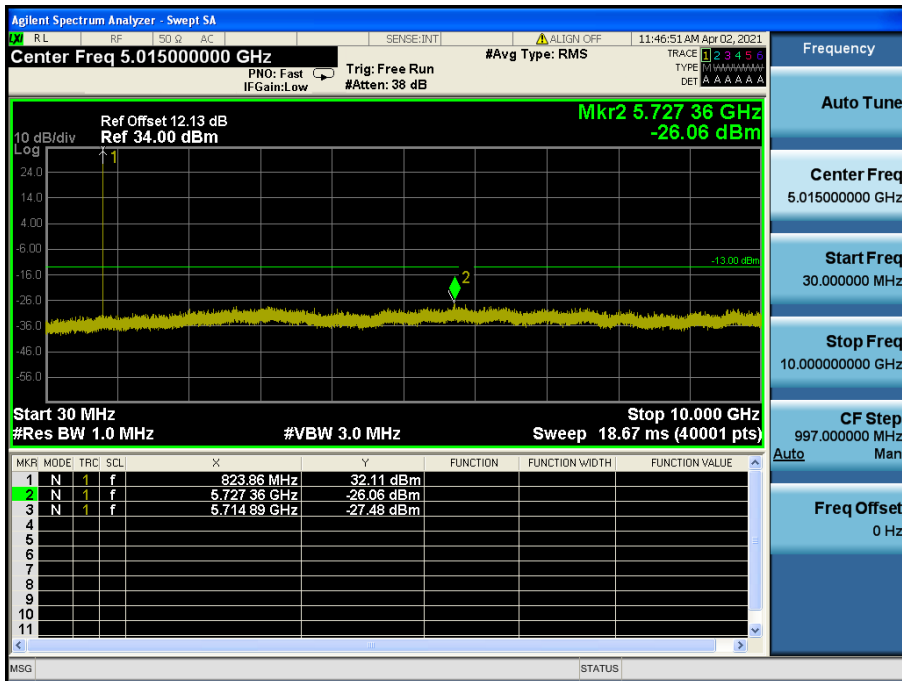 Agilent Spectrum Analyzer - Swept SA
LXI RL RF 50 Ω AC SENSE:INT ALIGN OFF 11:46:51 AM Apr 02, 2021
Center Freq 5.015000000 GHz
PNO: Fast
IFGain:Low
Trig: Free Run
#Atten: 38 dB
#Avg Type: RMS
TRACE 1 2 3 4 5 6
TYPE M WWWWW
DET A A A A A A
Mkr2 5.727 36 GHz
-26.06 dBm
Ref Offset 12.13 dB
10 dB/div Ref 34.00 dBm
Log
1
24.0
14.0
4.00
-6.00
-13.00 dBm
-16.0
2
-26.0
-36.0
-46.0
-56.0
Start 30 MHz Stop 10.000 GHz
#Res BW 1.0 MHz #VBW 3.0 MHz Sweep 18.67 ms (40001 pts)
MKR MODE TRC SCL X Y FUNCTION FUNCTION WIDTH FUNCTION VALUE
1 N 1 f 823.86 MHz 32.11 dBm
2 N 1 f 5.727 36 GHz -26.06 dBm
3 N 1 f 5.714 89 GHz -27.48 dBm
4
5
6
7
8
9
10
11
MSG STATUS
Frequency
Auto Tune
Center Freq
5.015000000 GHz
Start Freq
30.000000 MHz
Stop Freq
10.000000000 GHz
CF Step
997.000000 MHz
Auto Man
Freq Offset
0 Hz